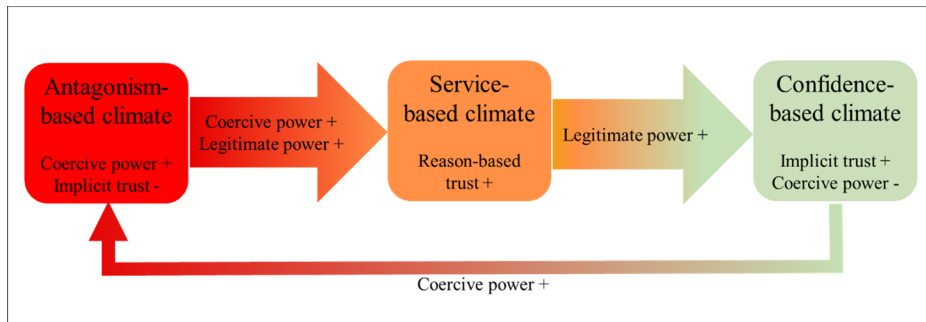 Antagonism-
based climate
Coercive power +
Implicit trust -
Coercive power +
Legitimate power +
Service-
based climate
Reason-based
trust +
Legitimate power +
Confidence-
based climate
Implicit trust +
Coercive power -
Coercive power +